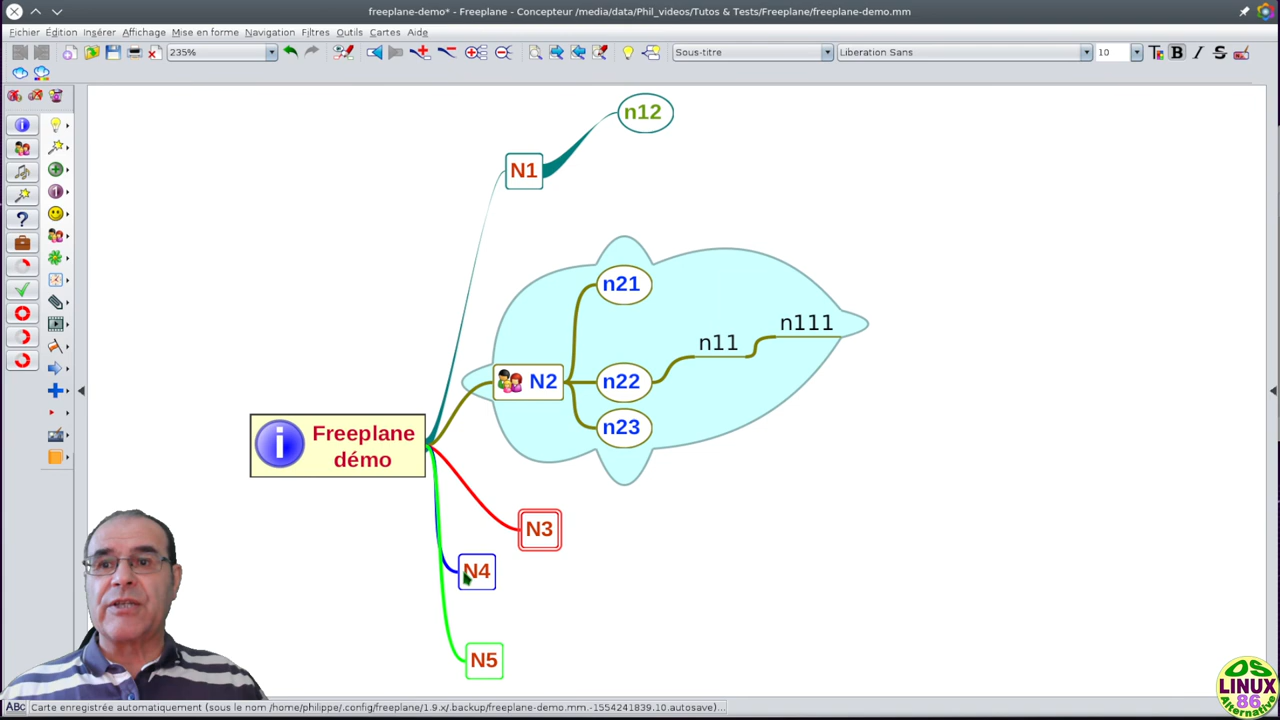 freeplane-demo* - Freeplane - Concepteur /media/data/Phil_videos/Tutos & Tests/Freeplane/freeplane-demo.mm
Fichier Édition Insérer Affichage Mise en forme Navigation Filtres Outils Cartes Aide
235% Sous-titre Liberation Sans 10
n12
N1
n21
n111
n11
N2
n22
n23
Freeplane
démo
N3
N4
N5
OS
LINUX
86
Alternative
ABc Carte enregistrée automatiquement (sous le nom /home/philippe/.config/freeplane/1.9.x/.backup/freeplane-demo.mm.-1554241839.10.autosave)...